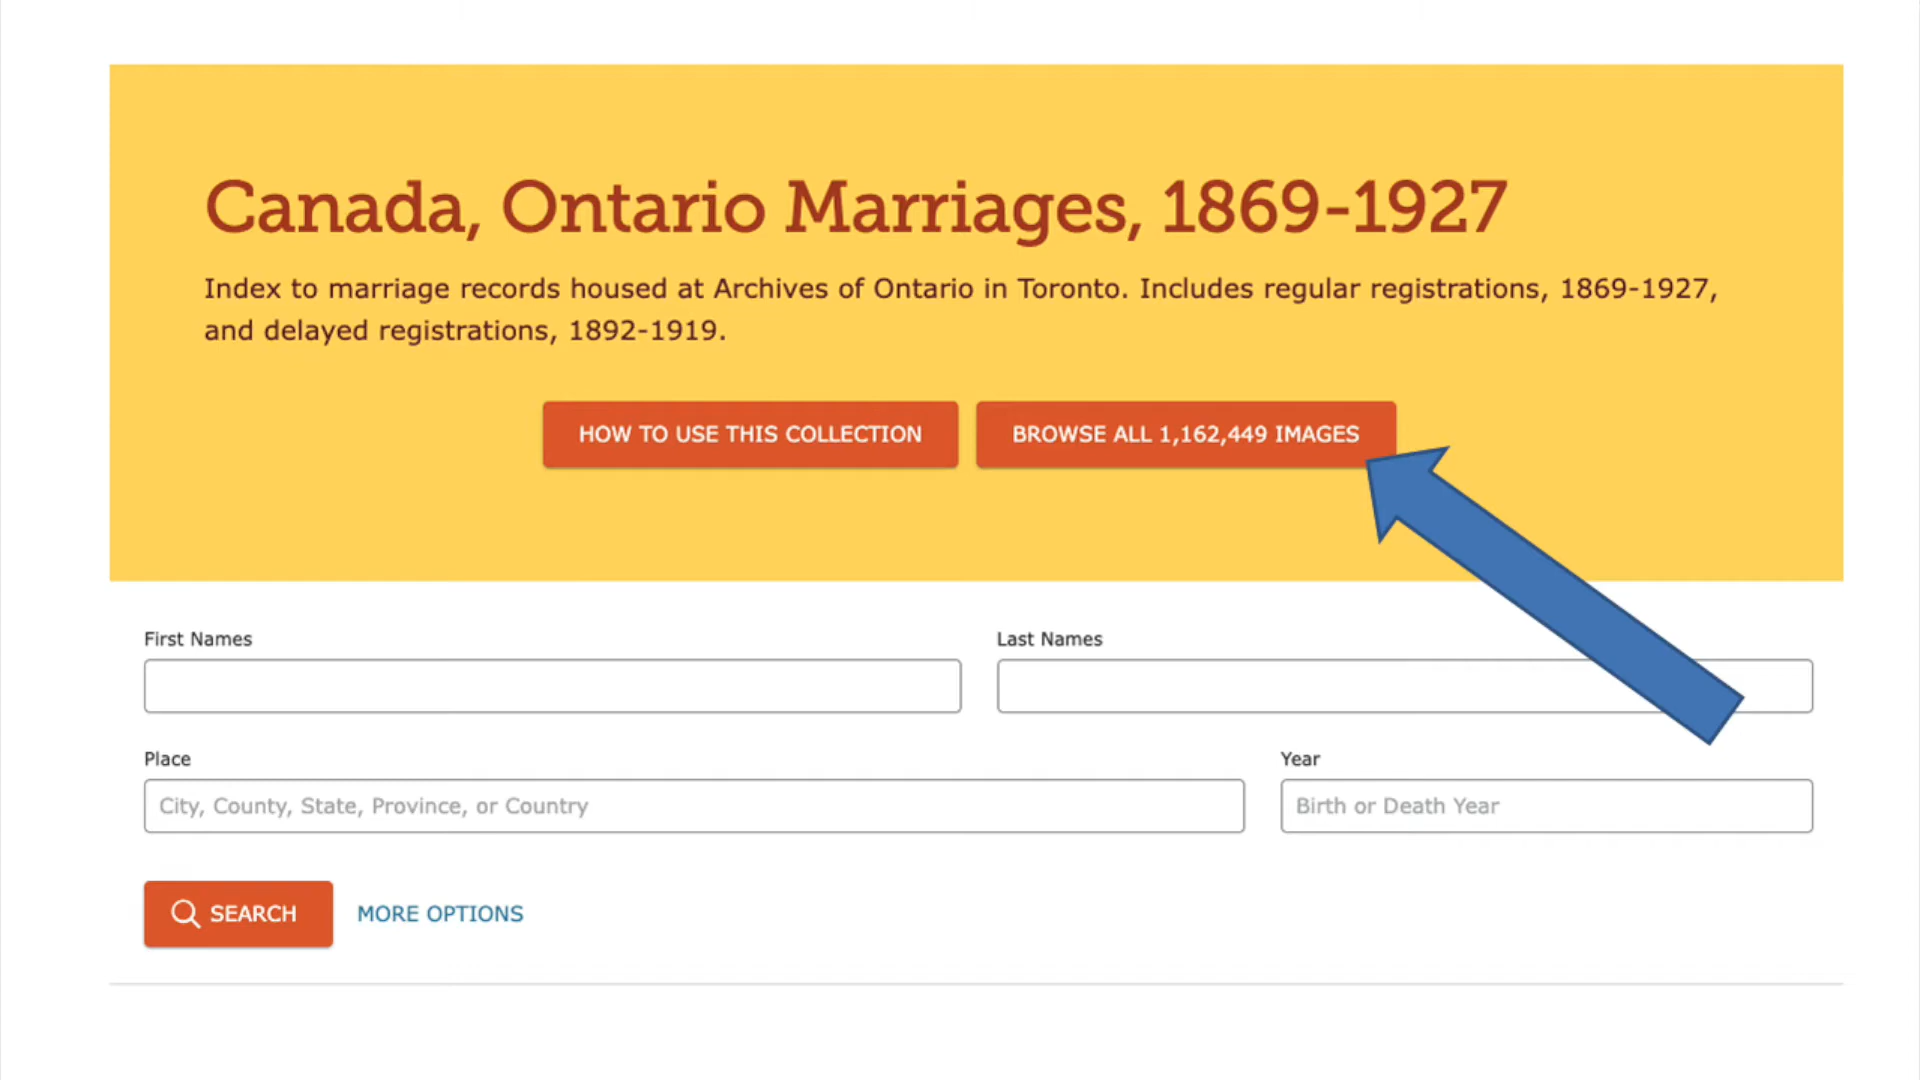 Canada, Ontario Marriages, 1869-1927
Index to marriage records housed at Archives of Ontario in Toronto. Includes regular registrations, 1869-1927,
and delayed registrations, 1892-1919.
HOW TO USE THIS COLLECTION
BROWSE ALL 1,162,449 IMAGES
First Names
Last Names
Place
Year
City, County, State, Province, or Country
Birth or Death Year
SEARCH
MORE OPTIONS